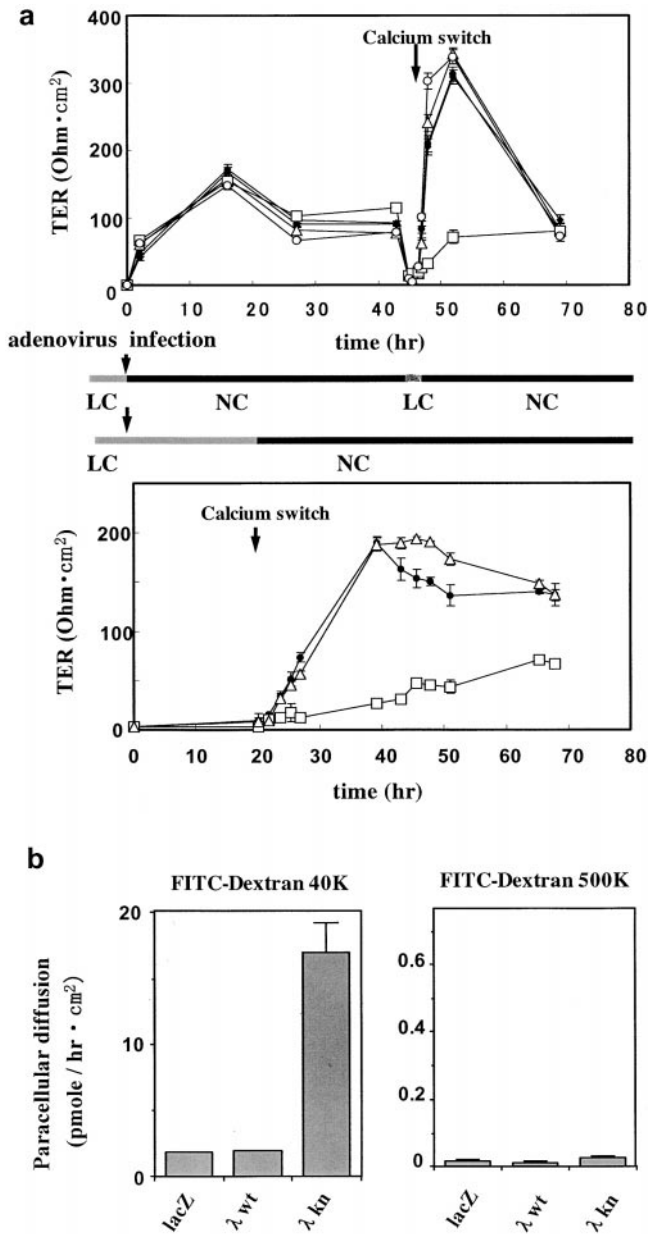 a
400
300
200
100
0
TER (Ohm·cm²)
Calcium switch
0 10 20 30 40 50 60 70 80
time (hr)
adenovirus infection
LC NC LC NC
LC NC
Calcium switch
200
100
0
TER (Ohm·cm²)
0 10 20 30 40 50 60 70 80
time (hr)
b
FITC-Dextran 40K
20
10
0
Paracellular diffusion
(pmole / hr · cm²)
lacZ λ wt λ kn
FITC-Dextran 500K
0.6
0.4
0.2
0
lacZ λ wt λ kn